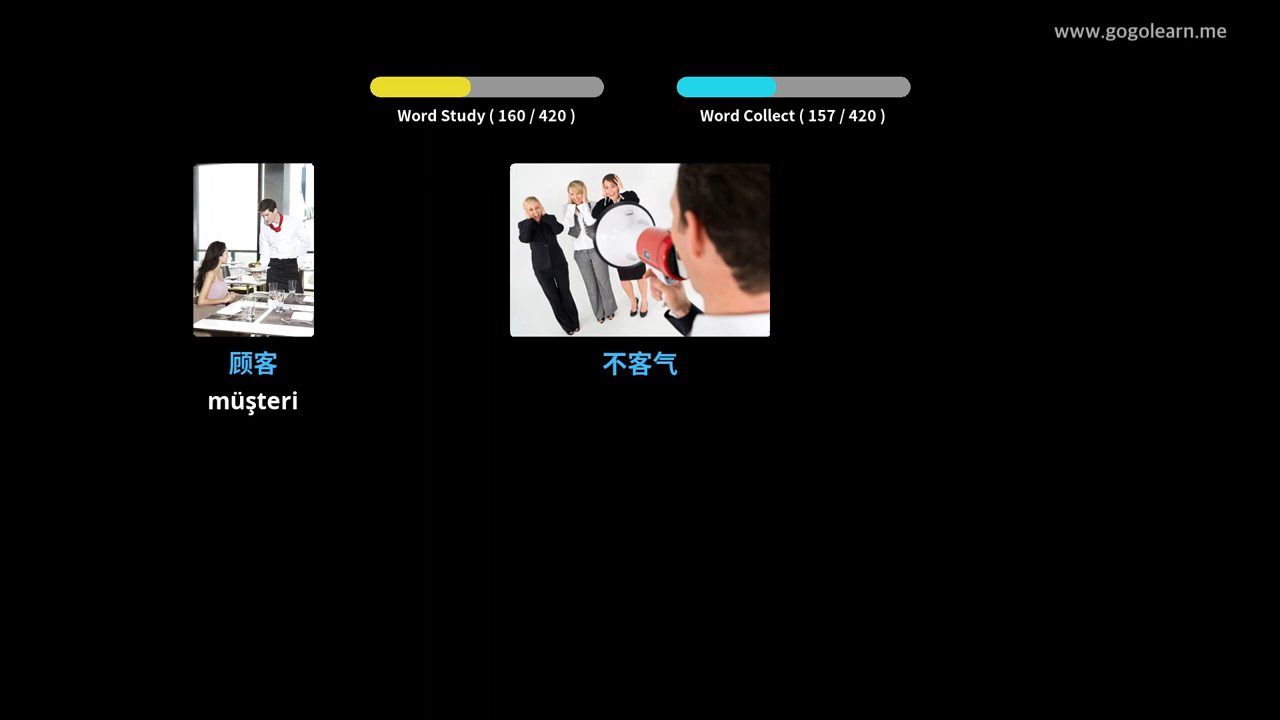 www.gogolearn.me
Word Study ( 160 / 420 )
Word Collect ( 157 / 420 )
顾客
müşteri
不客气